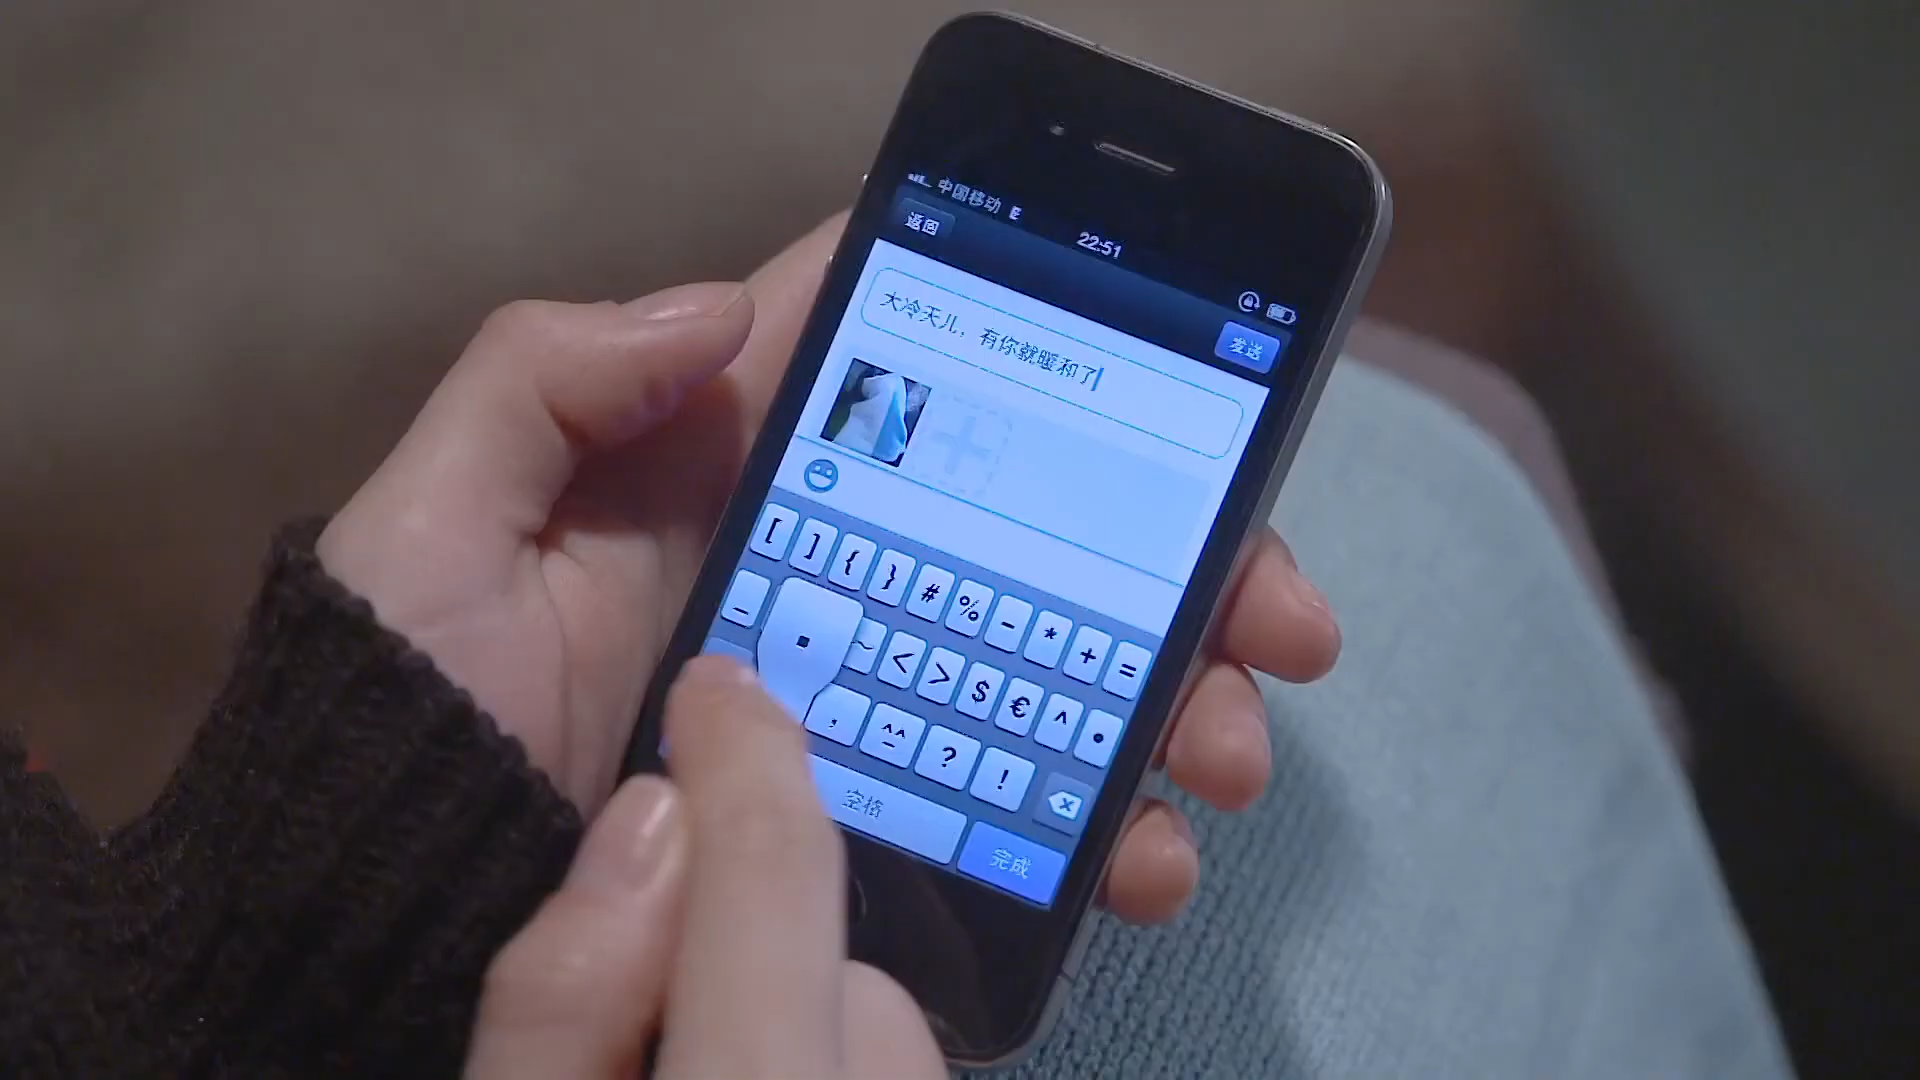 中国移动 E
22:51
返回
发送
大冷天儿，有你就暖和了
[ ] { } # % - * + =
_ ~ < > $ € ^ •
. , ^_^ ? !
空格 完成